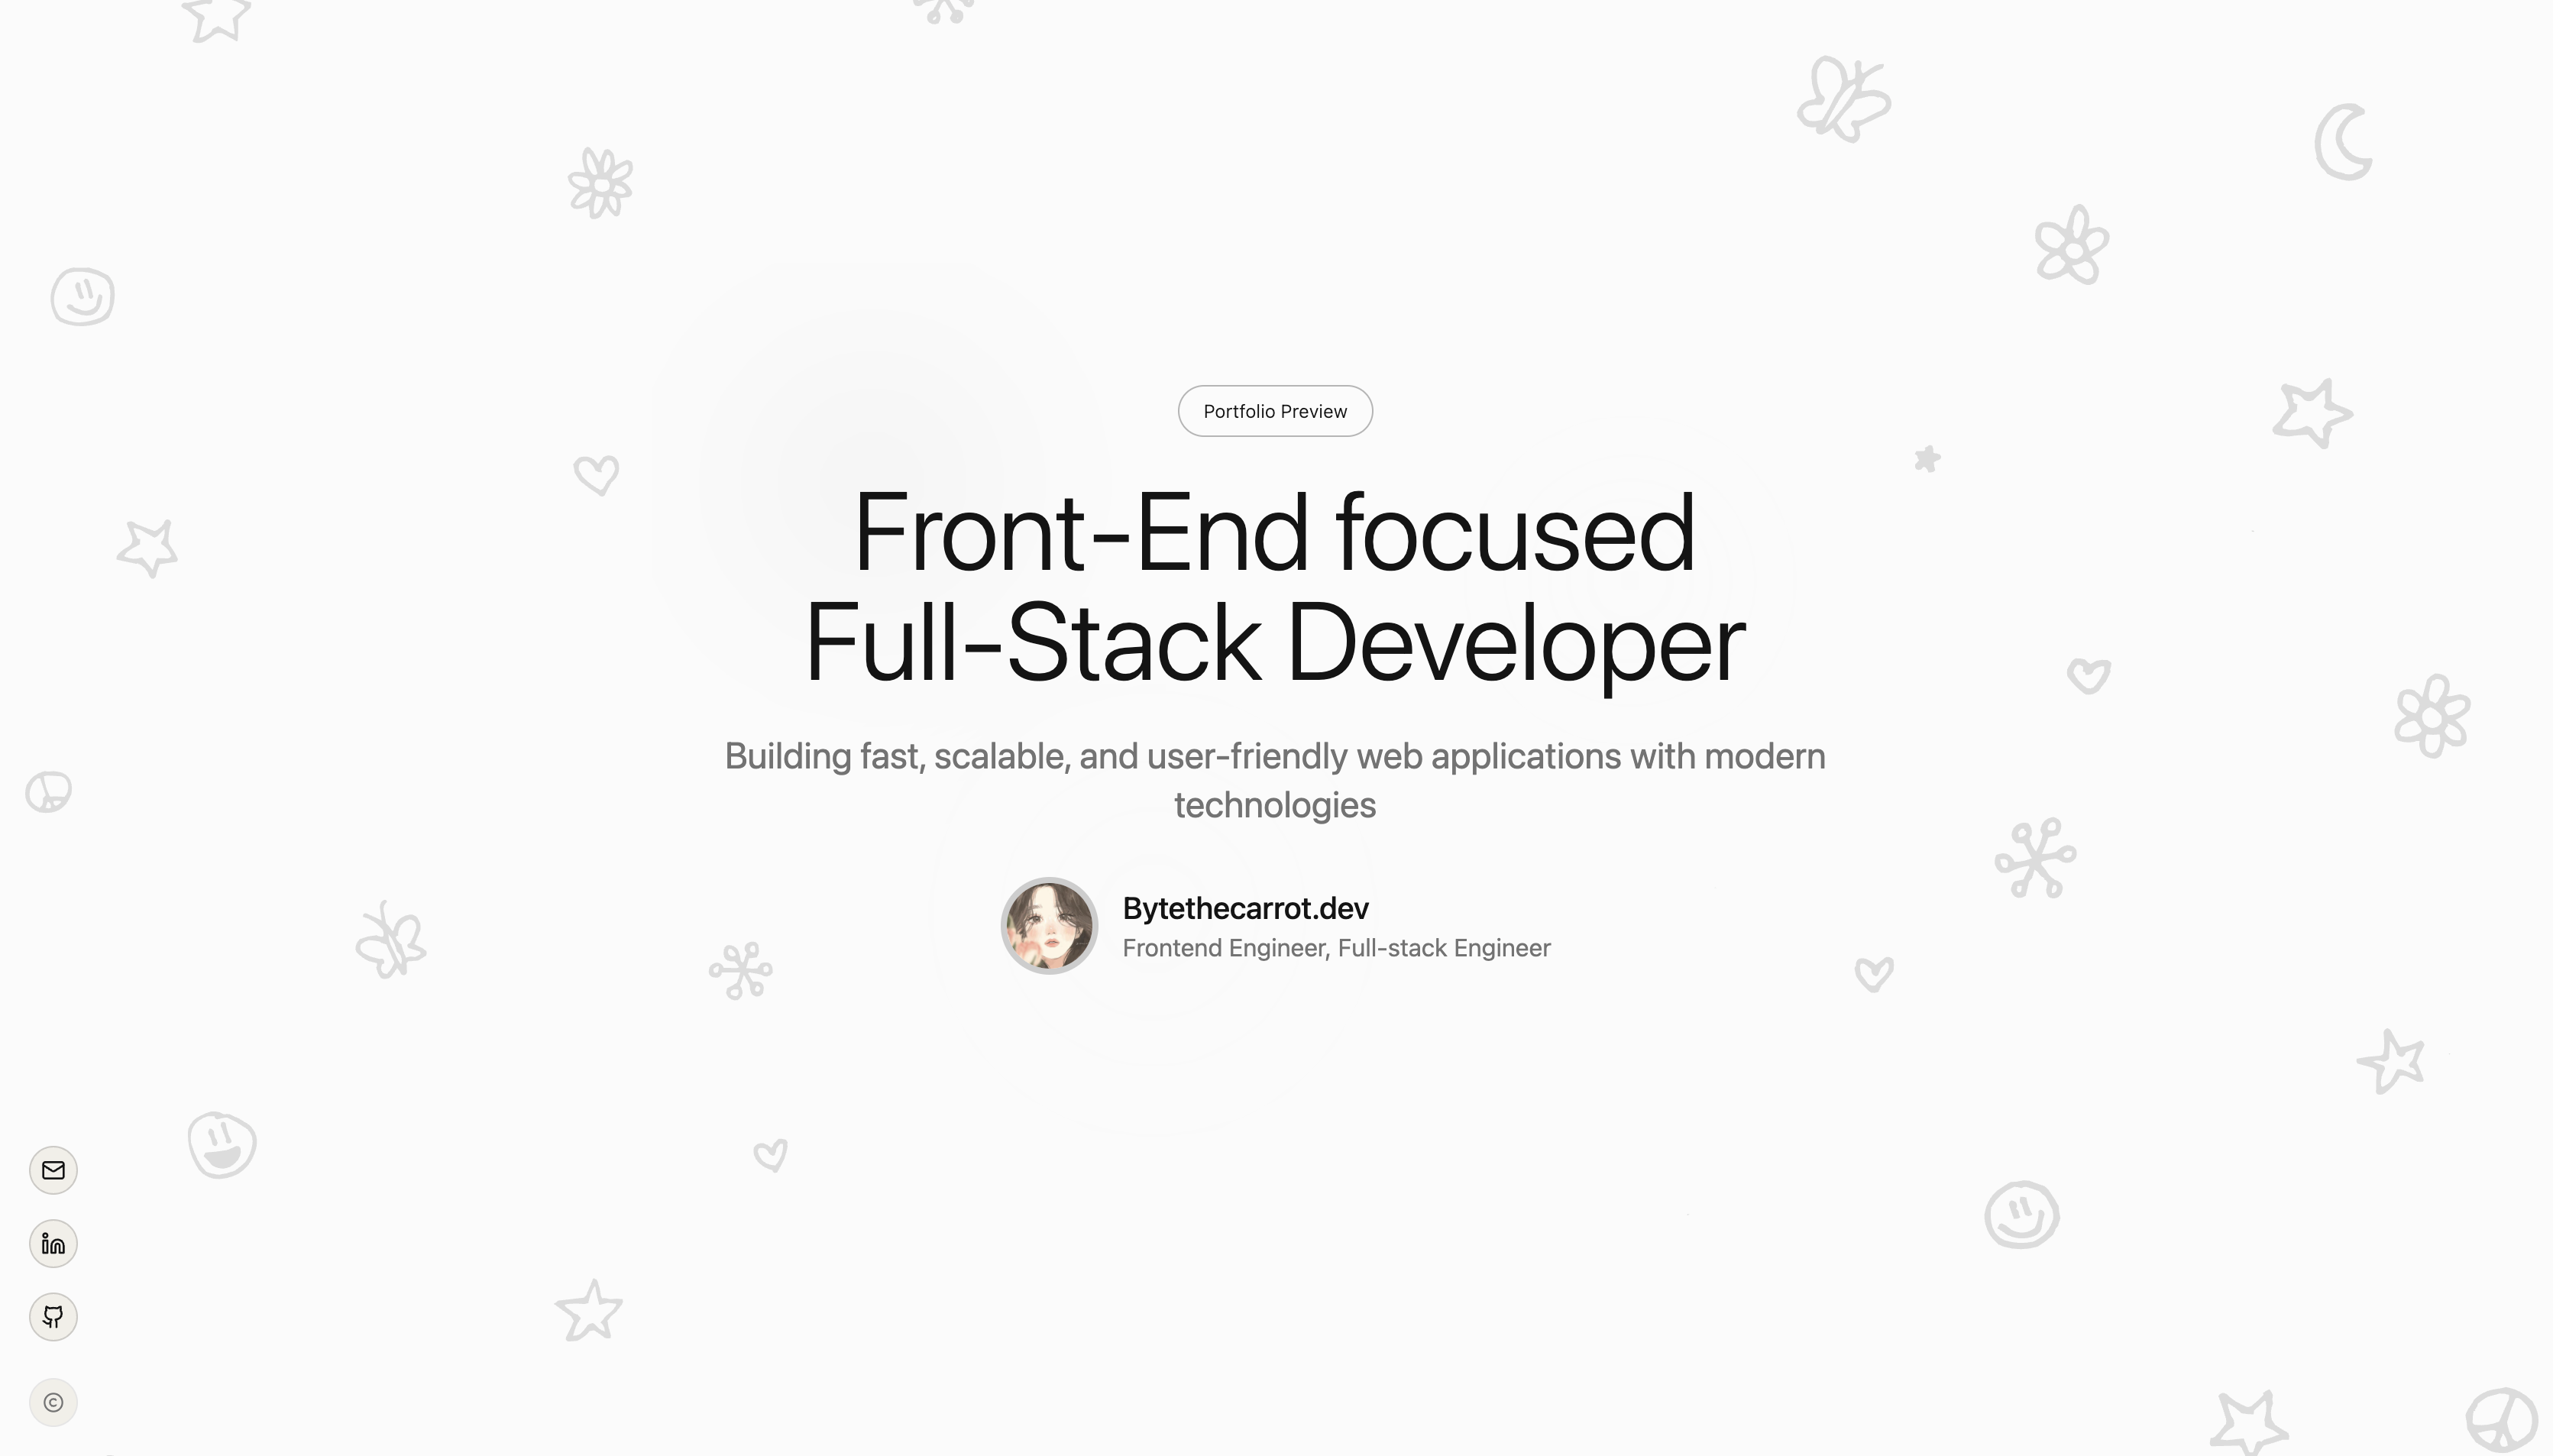 Portfolio Preview
Front-End focused
Full-Stack Developer
Building fast, scalable, and user-friendly web applications with modern
technologies
Bytethecarrot.dev
Frontend Engineer, Full-stack Engineer
in
©